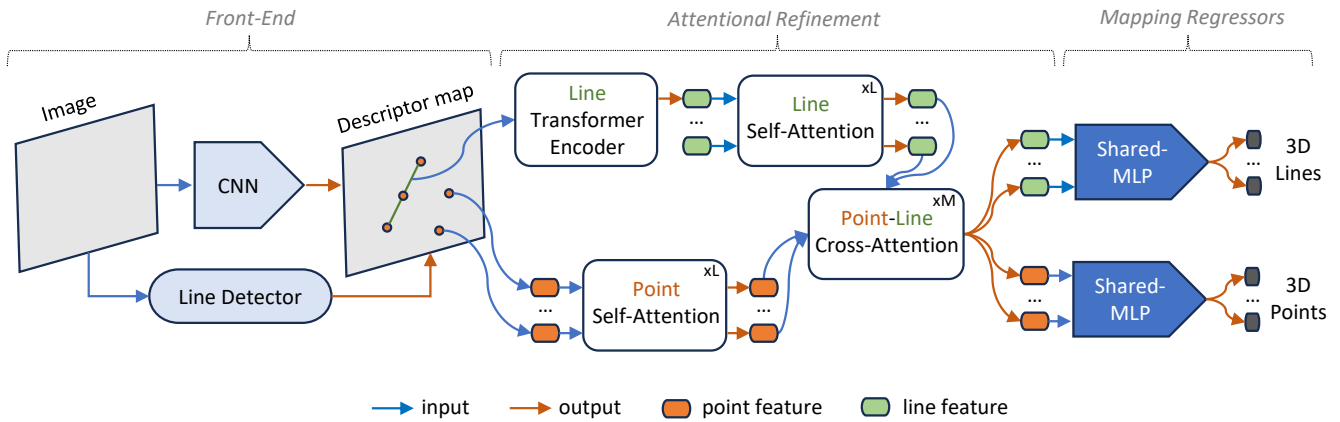 Front-End
Attentional Refinement
Mapping Regressors
Image
CNN
Line Detector
Descriptor map
Line
Transformer
Encoder
...
xL
Line
Self-Attention
...
xL
Point
Self-Attention
...
...
xM
Point-Line
Cross-Attention
...
Shared-
MLP
...
3D
Lines
...
Shared-
MLP
...
3D
Points
input
output
point feature
line feature